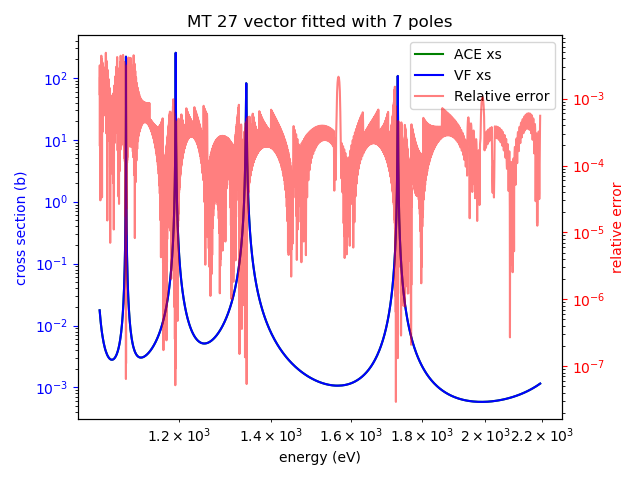 MT 27 vector fitted with 7 poles
ACE xs
VF xs
Relative error
cross section (b)
10²
10¹
10⁰
10⁻¹
10⁻²
10⁻³
10⁻³
10⁻⁴
10⁻⁵
10⁻⁶
10⁻⁷
relative error
1.2 × 10³ 1.4 × 10³ 1.6 × 10³ 1.8 × 10³ 2 × 10³ 2.2 × 10³
energy (eV)